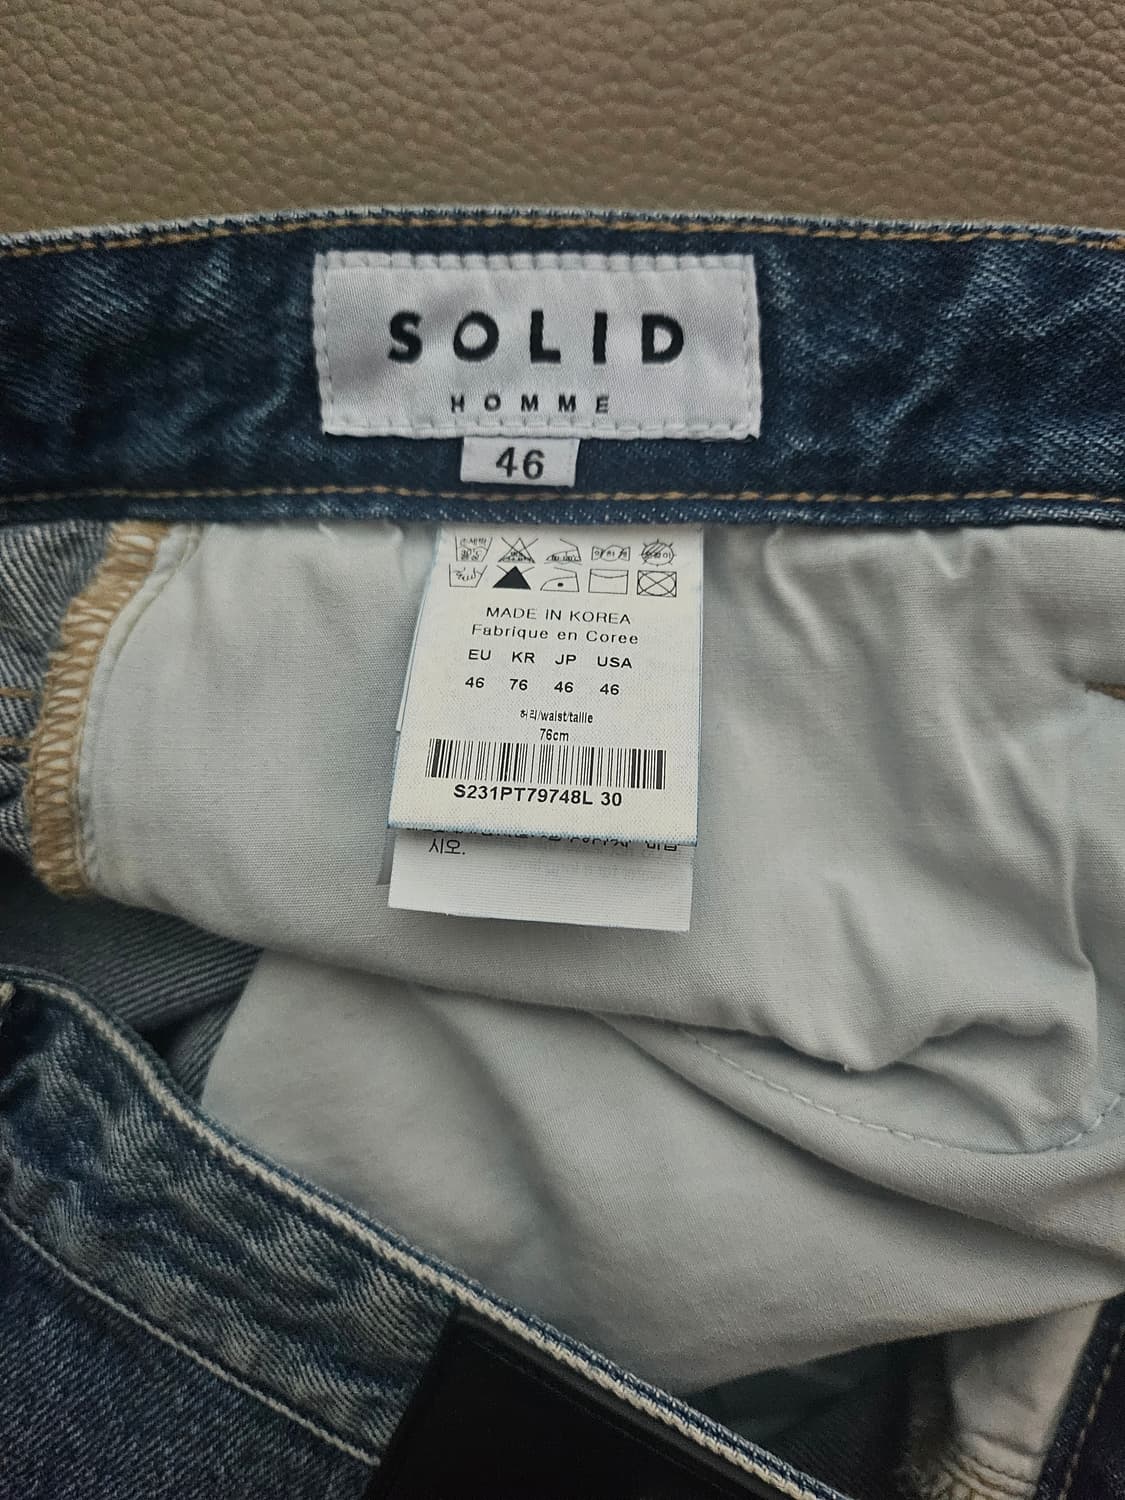 SOLID
HOMME
46
MADE IN KOREA
Fabrique en Coree
EU KR JP USA
46 76 46 46
허리/waist/taille
76cm
S231PT79748L 30
시오.